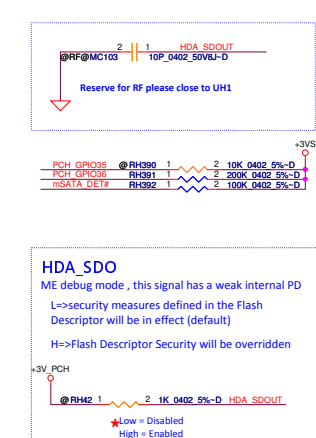 2 1 HDA_SDOUT
@RF@MC103 10P_0402_50V8J~D
Reserve for RF please close to UH1
+3VS
PCH_GPIO35 @ RH390 1 2 10K_0402_5%~D
PCH_GPIO36 RH391 1 2 200K_0402_5%~D
mSATA_DET# RH392 1 2 100K_0402_5%~D
HDA_SDO
ME debug mode , this signal has a weak internal PD
L=>security measures defined in the Flash
Descriptor will be in effect (default)
H=>Flash Descriptor Security will be overridden
+3V_PCH
@ RH42 1 2 1K_0402_5%~D HDA_SDOUT
*Low = Disabled
High = Enabled